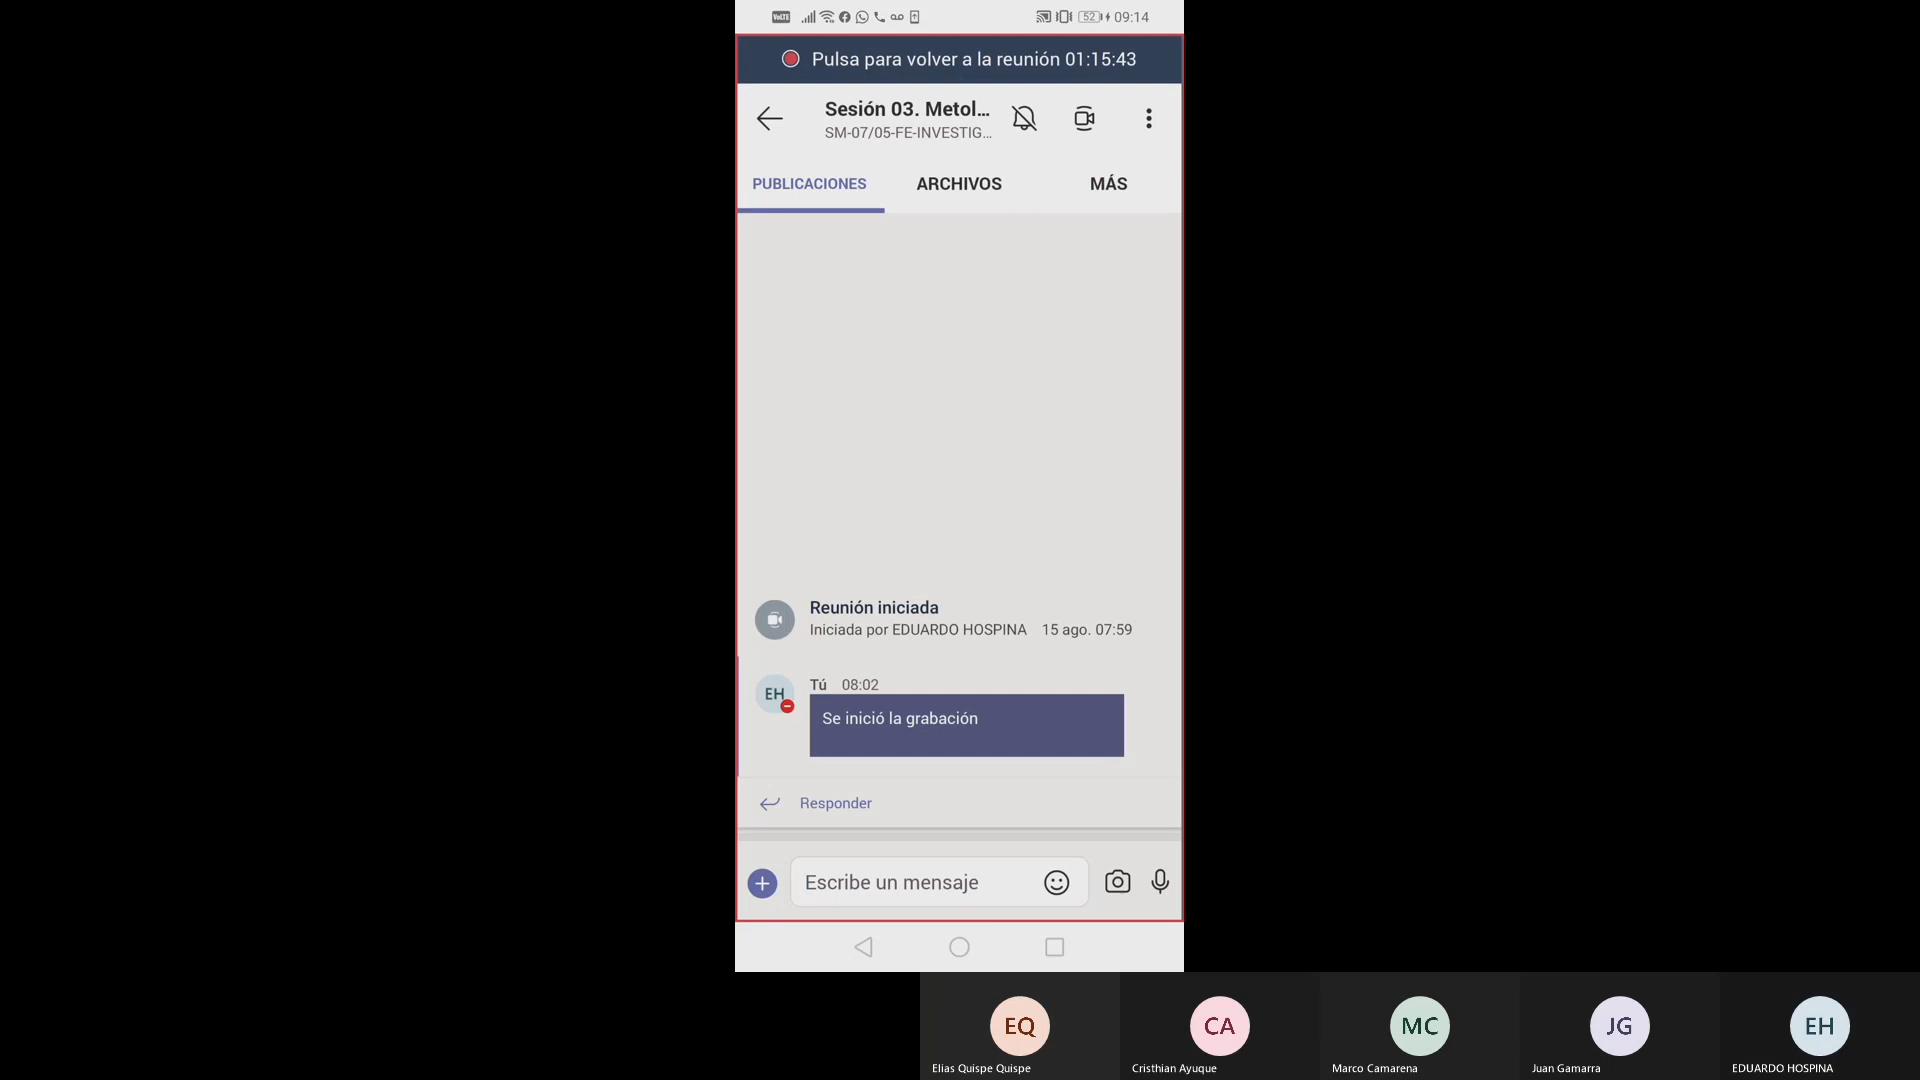 VoLTE 52 09:14
Pulsa para volver a la reunión 01:15:43
Sesión 03. Metol...
SM-07/05-FE-INVESTIG...
PUBLICACIONES ARCHIVOS MÁS
Reunión iniciada
Iniciada por EDUARDO HOSPINA 15 ago. 07:59
EH Tú 08:02
Se inició la grabación
Responder
Escribe un mensaje
EQ CA MC JG EH
Elias Quispe Quispe Cristhian Ayuque Marco Camarena Juan Gamarra EDUARDO HOSPINA